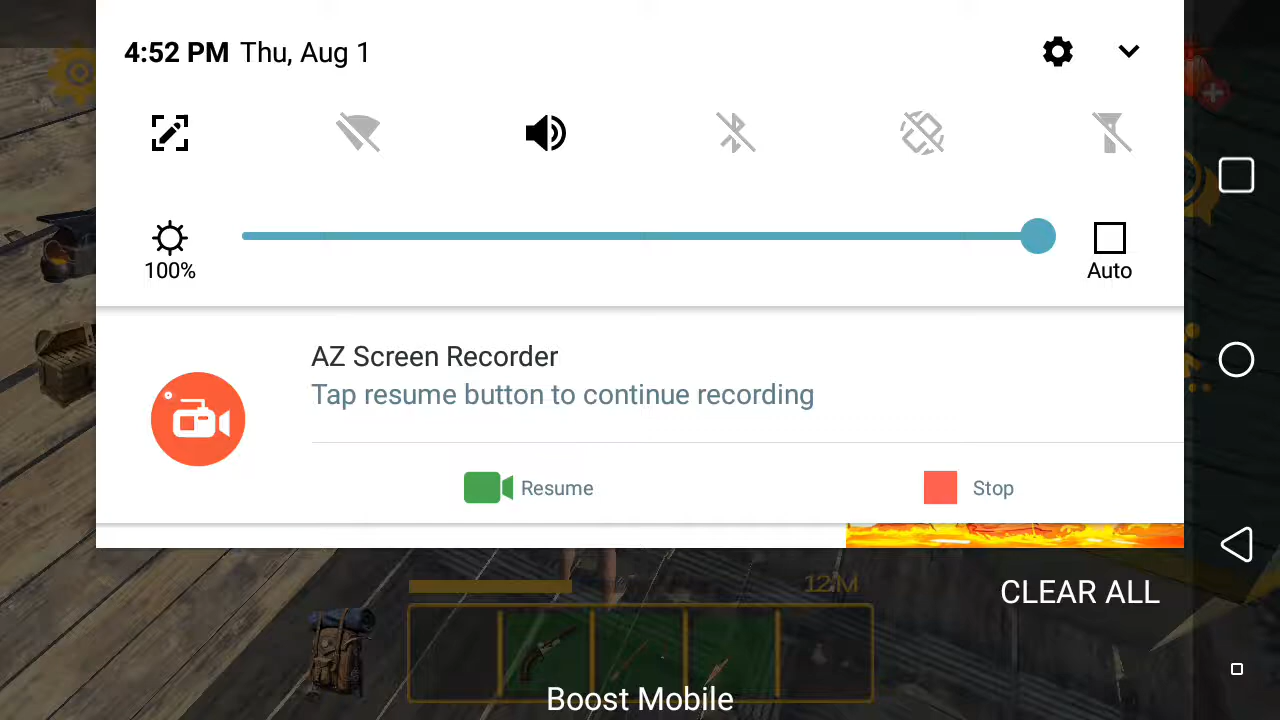 4:52 PM Thu, Aug 1
100%
Auto
AZ Screen Recorder
Tap resume button to continue recording
Resume
Stop
12 M
CLEAR ALL
Boost Mobile